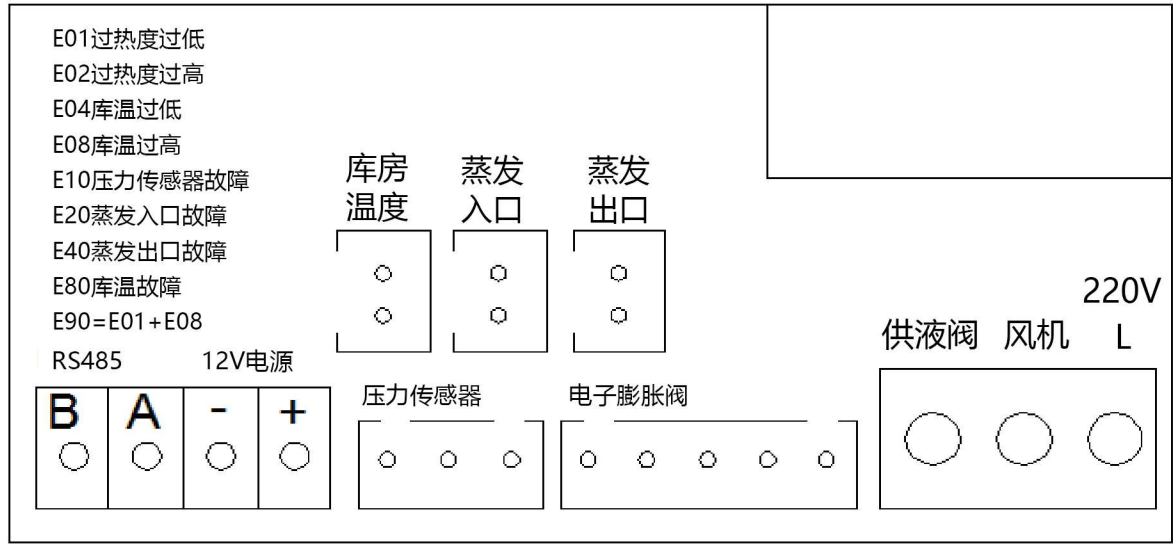 E01过热度过低
E02过热度过高
E04库温过低
E08库温过高
E10压力传感器故障
E20蒸发入口故障
E40蒸发出口故障
E80库温故障
E90=E01+E08
库房
温度
蒸发
入口
蒸发
出口
220V
供液阀 风机 L
RS485 12V电源
B A - +
压力传感器
电子膨胀阀